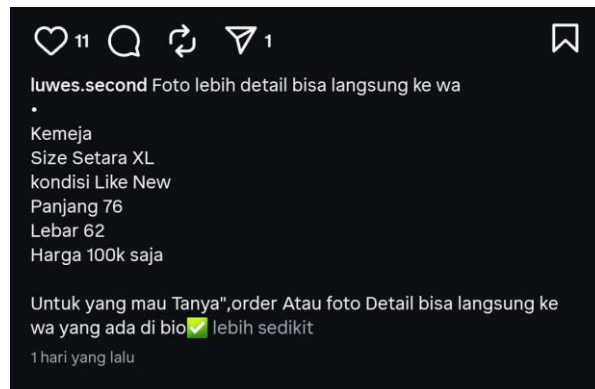 11 1
luwes.second Foto lebih detail bisa langsung ke wa
•
Kemeja
Size Setara XL
kondisi Like New
Panjang 76
Lebar 62
Harga 100k saja
Untuk yang mau Tanya",order Atau foto Detail bisa langsung ke
wa yang ada di bio✅ lebih sedikit
1 hari yang lalu